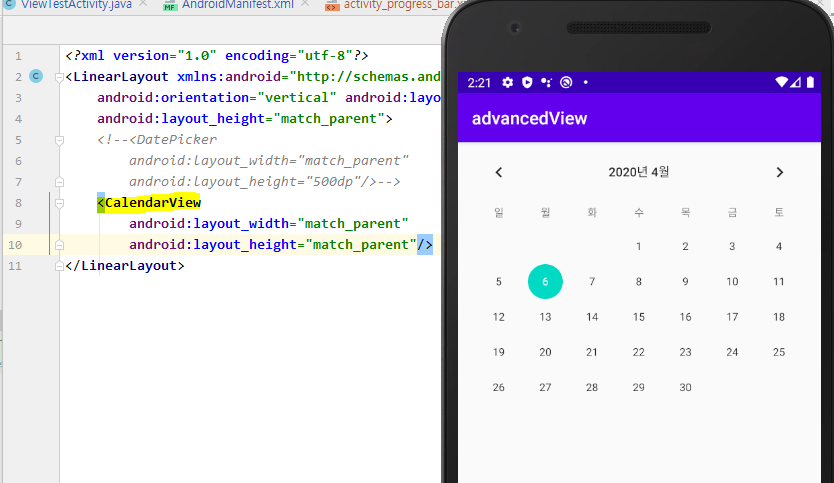 ViewTestActivity.java
AndroidManifest.xml
activity_progress_bar.x
1 <?xml version="1.0" encoding="utf-8"?>
2 <LinearLayout xmlns:android="http://schemas.and
3 android:orientation="vertical" android:layo
4 android:layout_height="match_parent">
5 <!--<DatePicker
6 android:layout_width="match_parent"
7 android:layout_height="500dp"/>-->
8 <CalendarView
9 android:layout_width="match_parent"
10 android:layout_height="match_parent"/>
11 </LinearLayout>
2:21
advancedView
2020년 4월
일 월 화 수 목 금 토
1 2 3 4
5 6 7 8 9 10 11
12 13 14 15 16 17 18
19 20 21 22 23 24 25
26 27 28 29 30